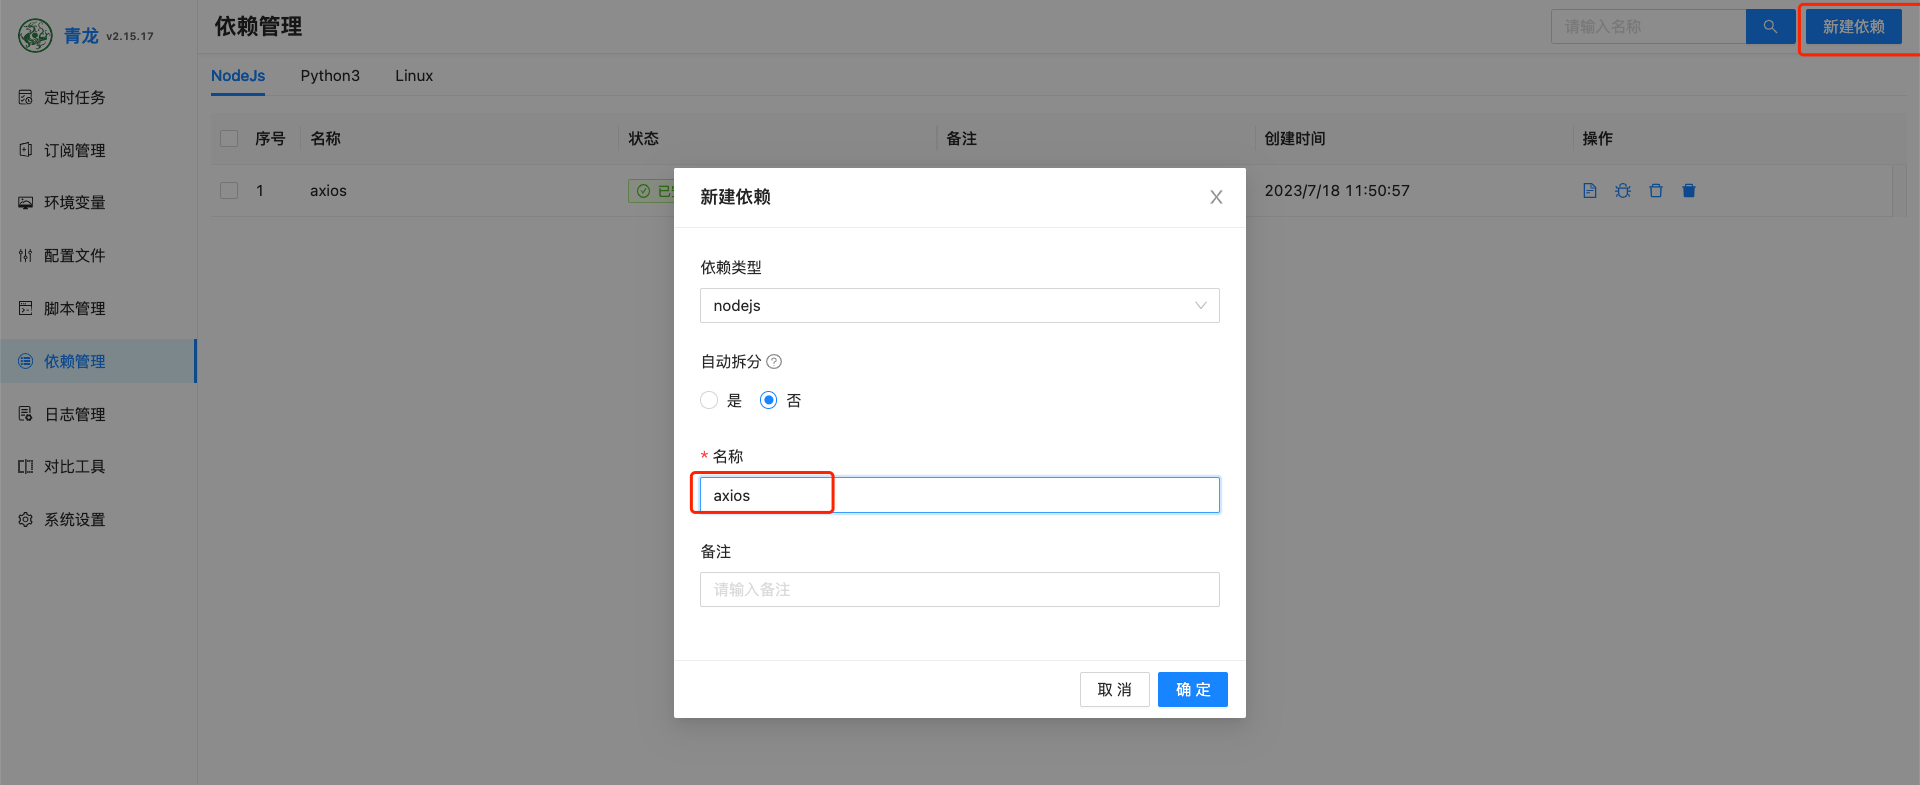 青龙 v2.15.17
定时任务
订阅管理
环境变量
配置文件
脚本管理
依赖管理
日志管理
对比工具
系统设置
依赖管理
请输入名称
新建依赖
NodeJs Python3 Linux
序号 名称 状态 备注 创建时间 操作
1 axios 已 2023/7/18 11:50:57
新建依赖
依赖类型
nodejs
自动拆分
是 否
* 名称
axios
备注
请输入备注
取 消 确 定